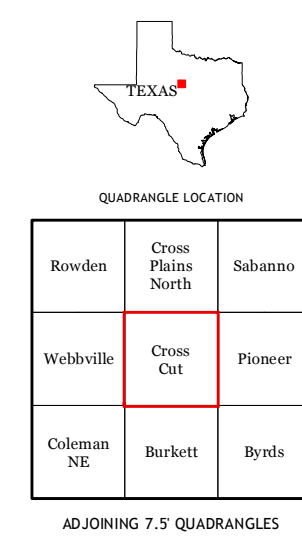 TEXAS
QUADRANGLE LOCATION
Rowden
Cross
Plains
North
Sabanno
Webbville
Cross
Cut
Pioneer
Coleman
NE
Burkett
Byrds
ADJOINING 7.5' QUADRANGLES